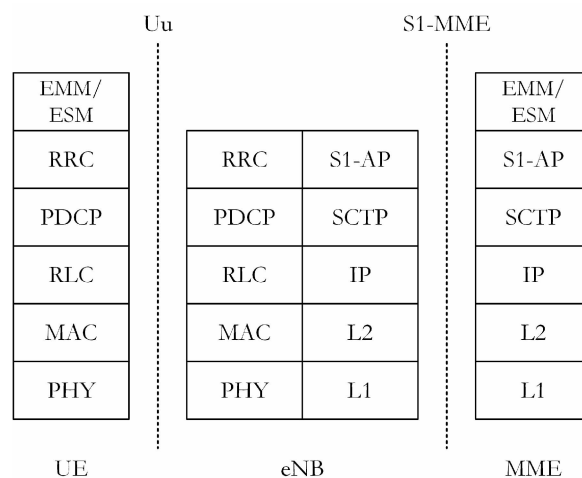 Uu
S1-MME
EMM/
ESM
EMM/
ESM
RRC
RRC
S1-AP
S1-AP
PDCP
PDCP
SCTP
SCTP
RLC
RLC
IP
IP
MAC
MAC
L2
L2
PHY
PHY
L1
L1
UE
eNB
MME